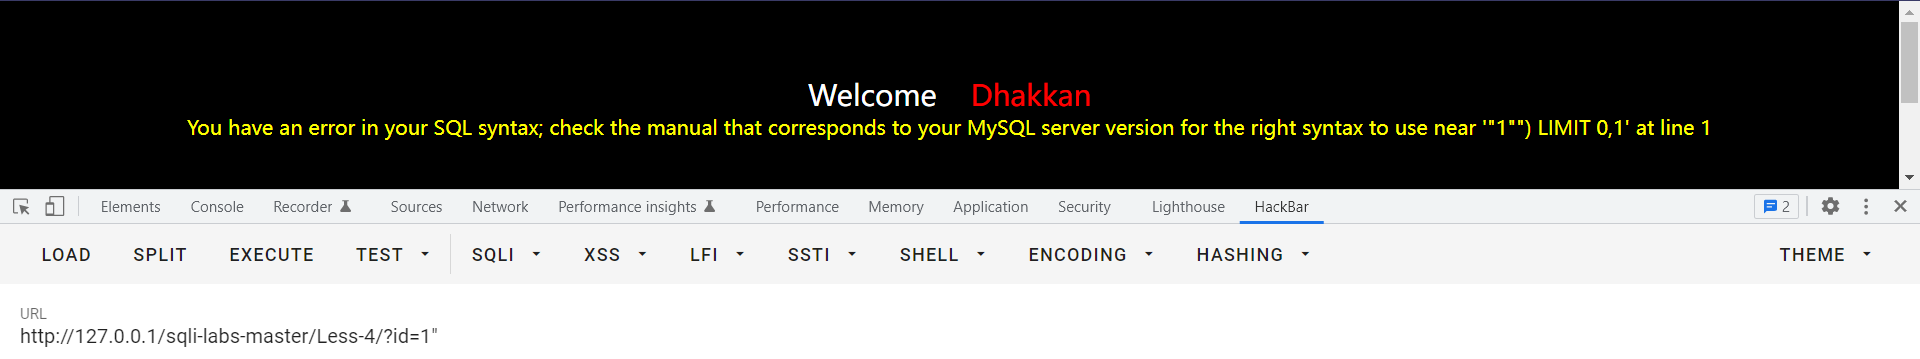 Welcome Dhakkan
You have an error in your SQL syntax; check the manual that corresponds to your MySQL server version for the right syntax to use near '"1"") LIMIT 0,1' at line 1
Elements Console Recorder Sources Network Performance insights Performance Memory Application Security Lighthouse HackBar 2
LOAD SPLIT EXECUTE TEST SQLI XSS LFI SSTI SHELL ENCODING HASHING THEME
URL
http://127.0.0.1/sqli-labs-master/Less-4/?id=1"